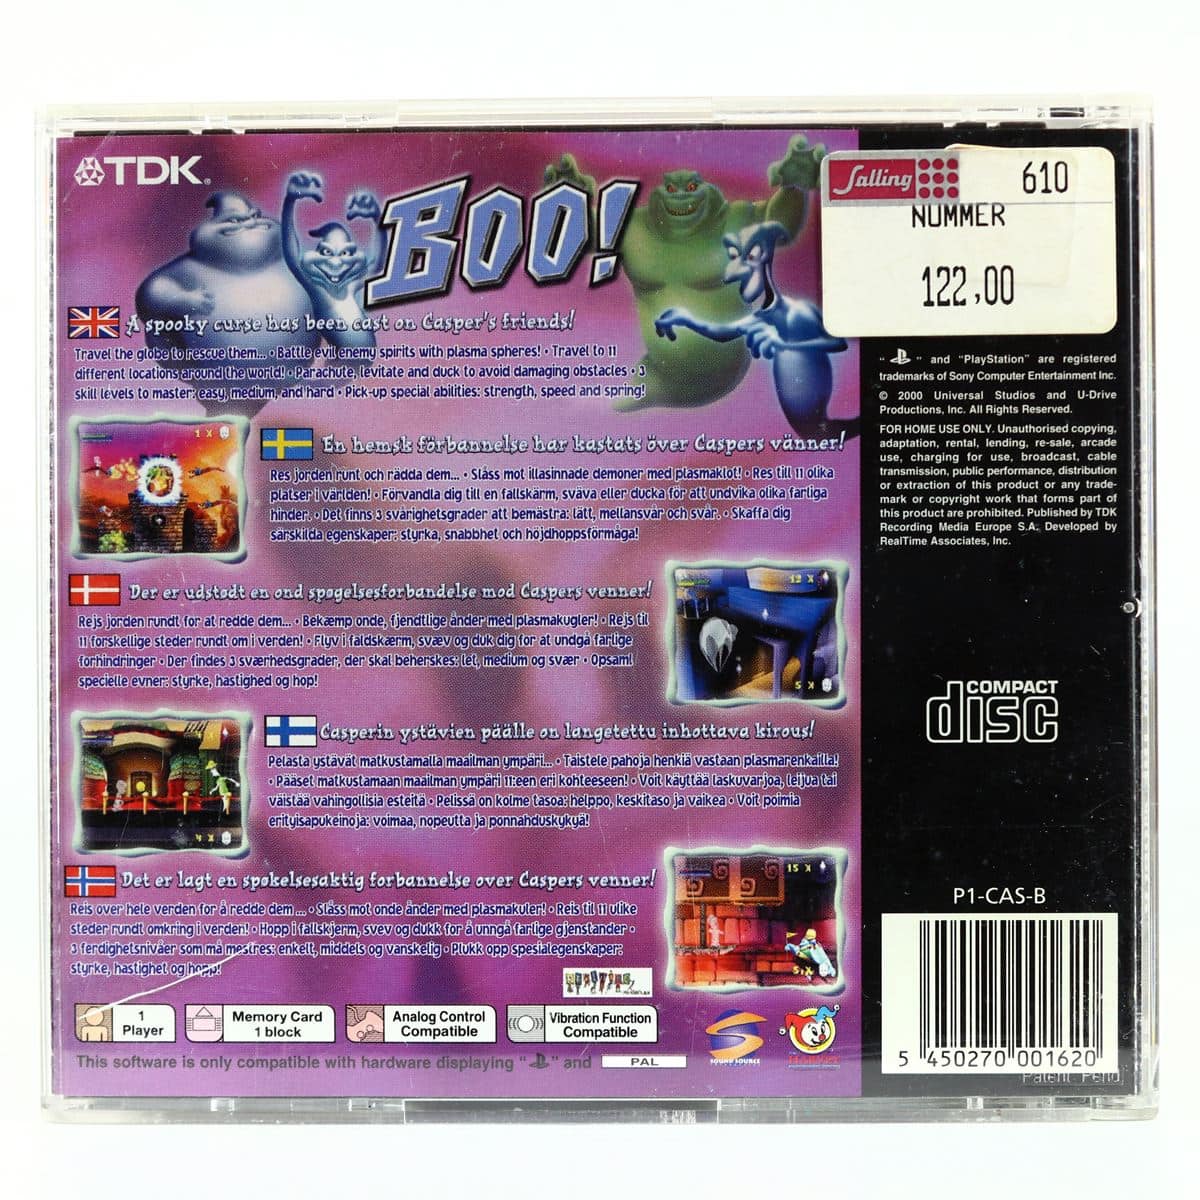 TDK
BOO!
Salling
610
NUMMER
122,00
A spooky curse has been cast on Casper's friends!
Travel the globe to rescue them... • Battle evil enemy spirits with plasma spheres! • Travel to 11
different locations around the world! • Parachute, levitate and duck to avoid damaging obstacles • 3
skill levels to master: easy, medium, and hard • Pick-up special abilities: strength, speed and spring!
1 X
En hemsk förbannelse har kastats över Caspers vänner!
Res jorden runt och rädda dem... • Slåss mot illasinnade demoner med plasmaklot! • Res till 11 olika
platser i världen! • Förvandla dig till en fallskärm, sväva eller ducka för att undvika olika farliga
hinder. • Det finns 3 svårighetsgrader att bemästra: lätt, mellansvår och svår. • Skaffa dig
särskilda egenskaper: styrka, snabbhet och höjdhoppsförmåga!
Der er udstødt en ond spøgelsesforbandelse mod Caspers venner!
Rejs jorden rundt for at redde dem... • Bekæmp onde, fjendtlige ånder med plasmakugler! • Rejs til
11 forskellige steder rundt om i verden! • Flyv i faldskærm, svæv og duk dig for at undgå farlige
forhindringer • Der findes 3 sværhedsgrader, der skal beherskes: let, medium og svær • Opsaml
specielle evner: styrke, hastighed og hop!
12 X
5 X
Casperin ystävien päälle on langetettu inhottava kirous!
Pelasta ystävät matkustamalla maailman ympäri... • Taistele pahoja henkiä vastaan plasmarenkailla!
• Pääset matkustamaan maailman ympäri 11:een eri kohteeseen! • Voit käyttää laskuvarjoa, leijua tai
väistää vahingollisia esteitä • Pelissä on kolme tasoa: helppo, keskitaso ja vaikea • Voit poimia
erityisapukeinoja: voimaa, nopeutta ja ponnahduskykyä!
4 X
Det er lagt en spøkelsesaktig forbannelse over Caspers venner!
Reis over hele verden for å redde dem ... • Slåss mot onde ånder med plasmakuler! • Reis til 11 ulike
steder rundt omkring i verden! • Hopp i fallskjerm, svev og dukk for å unngå farlige gjenstander •
3 ferdighetsnivåer som må mestres: enkelt, middels og vanskelig • Plukk opp spesialegenskaper:
styrke, hastighet og hopp!
15 X
5 X
1
Player
Memory Card
1 block
Analog Control
Compatible
Vibration Function
Compatible
SOUND SOURCE
This software is only compatible with hardware displaying " " and PAL
" " and "PlayStation" are registered
trademarks of Sony Computer Entertainment Inc.
© 2000 Universal Studios and U-Drive
Productions, Inc. All Rights Reserved.
FOR HOME USE ONLY. Unauthorised copying,
adaptation, rental, lending, re-sale, arcade
use, charging for use, broadcast, cable
transmission, public performance, distribution
or extraction of this product or any trade-
mark or copyright work that forms part of
this product are prohibited. Published by TDK
Recording Media Europe S.A. Developed by
RealTime Associates, Inc.
COMPACT
disc
P1-CAS-B
5 450270 001620
Patent Pend